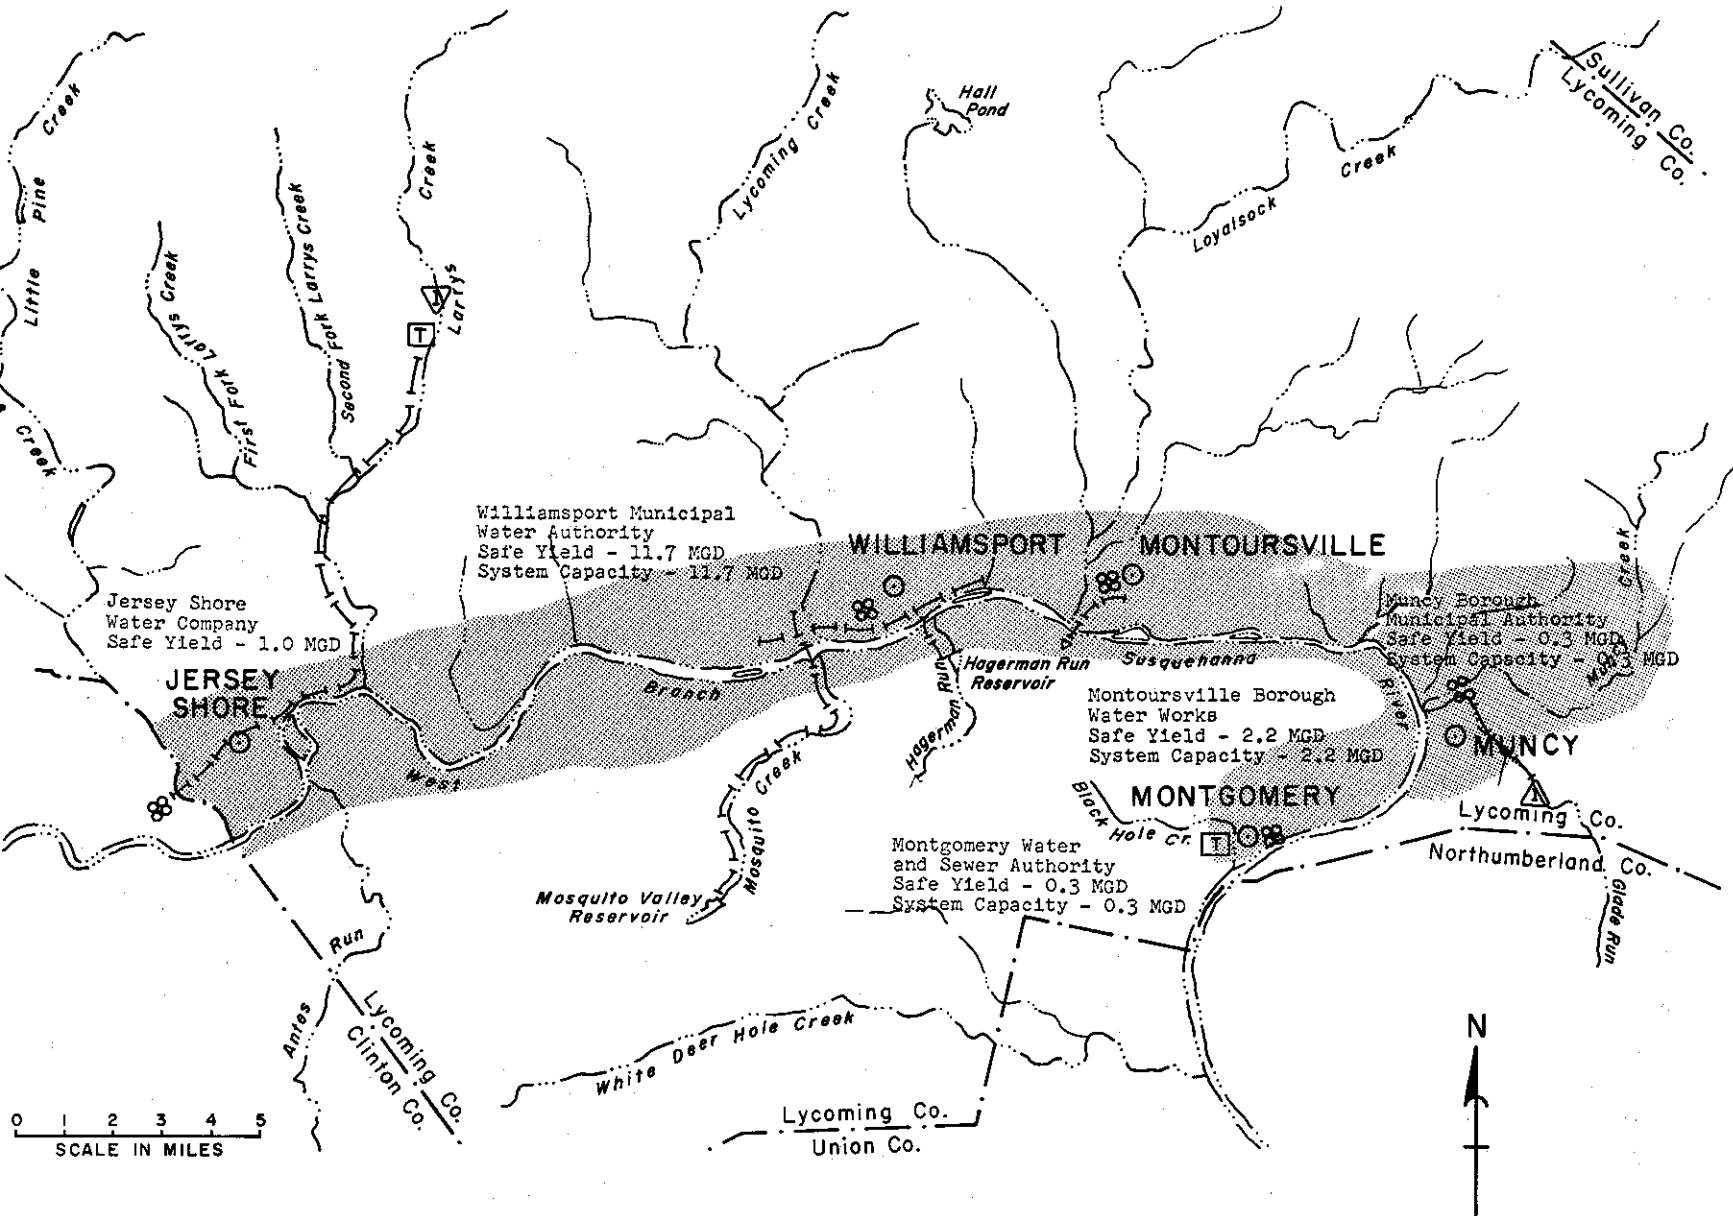 Creek
Pine
Little
Creek
First Fork Larrys Creek
Second Fork Larrys Creek
Creek
Larrys
I
T
Lycoming Creek
Hall
Pond
Loyalsock
Creek
Sullivan Co.
Lycoming Co.
Williamsport Municipal
Water Authority
Safe Yield - 11.7 MGD
System Capacity - 11.7 MGD
WILLIAMSPORT
MONTOURSVILLE
Creek
Jersey Shore
Water Company
Safe Yield - 1.0 MGD
JERSEY
SHORE
Muncy Borough
Municipal Authority
Safe Yield - 0.3 MGD
System Capacity - 0.3 MGD
Hagerman Run
Reservoir
Susquehanna
River
Branch
West
Hagerman Run
Montoursville Borough
Water Works
Safe Yield - 2.2 MGD
System Capacity - 2.2 MGD
MUNCY
I
MONTGOMERY
Black
Hole Cr.
T
Mosquito Creek
Mosquito Valley
Reservoir
Montgomery Water
and Sewer Authority
Safe Yield - 0.3 MGD
System Capacity - 0.3 MGD
Lycoming Co.
Northumberland Co.
Glade Run
Run
Antes
Lycoming Co.
Clinton Co.
White Deer Hole Creek
Lycoming Co.
Union Co.
N
0 1 2 3 4 5
SCALE IN MILES